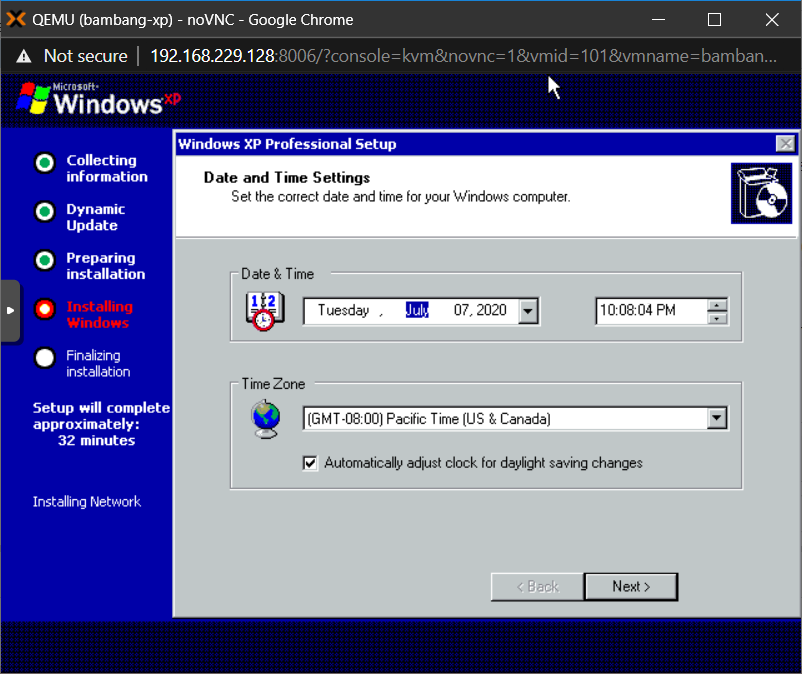 QEMU (bambang-xp) - noVNC - Google Chrome
Not secure | 192.168.229.128:8006/?console=kvm&novnc=1&vmid=101&vmname=bamban...
Microsoft®
Windows XP
Collecting
information
Dynamic
Update
Preparing
installation
Installing
Windows
Finalizing
installation
Setup will complete
approximately:
32 minutes
Installing Network
Windows XP Professional Setup
Date and Time Settings
Set the correct date and time for your Windows computer.
Date & Time
12
Tuesday , July 07, 2020
10:08:04 PM
Time Zone
(GMT-08:00) Pacific Time (US & Canada)
Automatically adjust clock for daylight saving changes
< Back
Next >